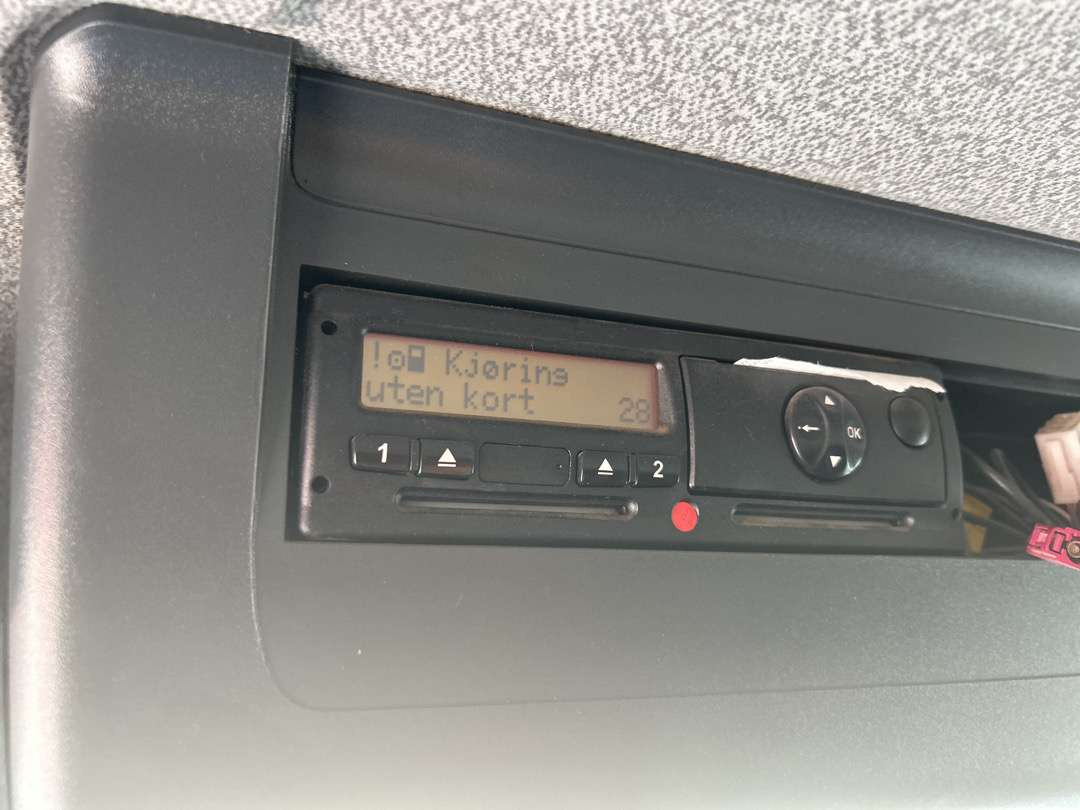 ! Kjøring
uten kort 28
1 2
OK